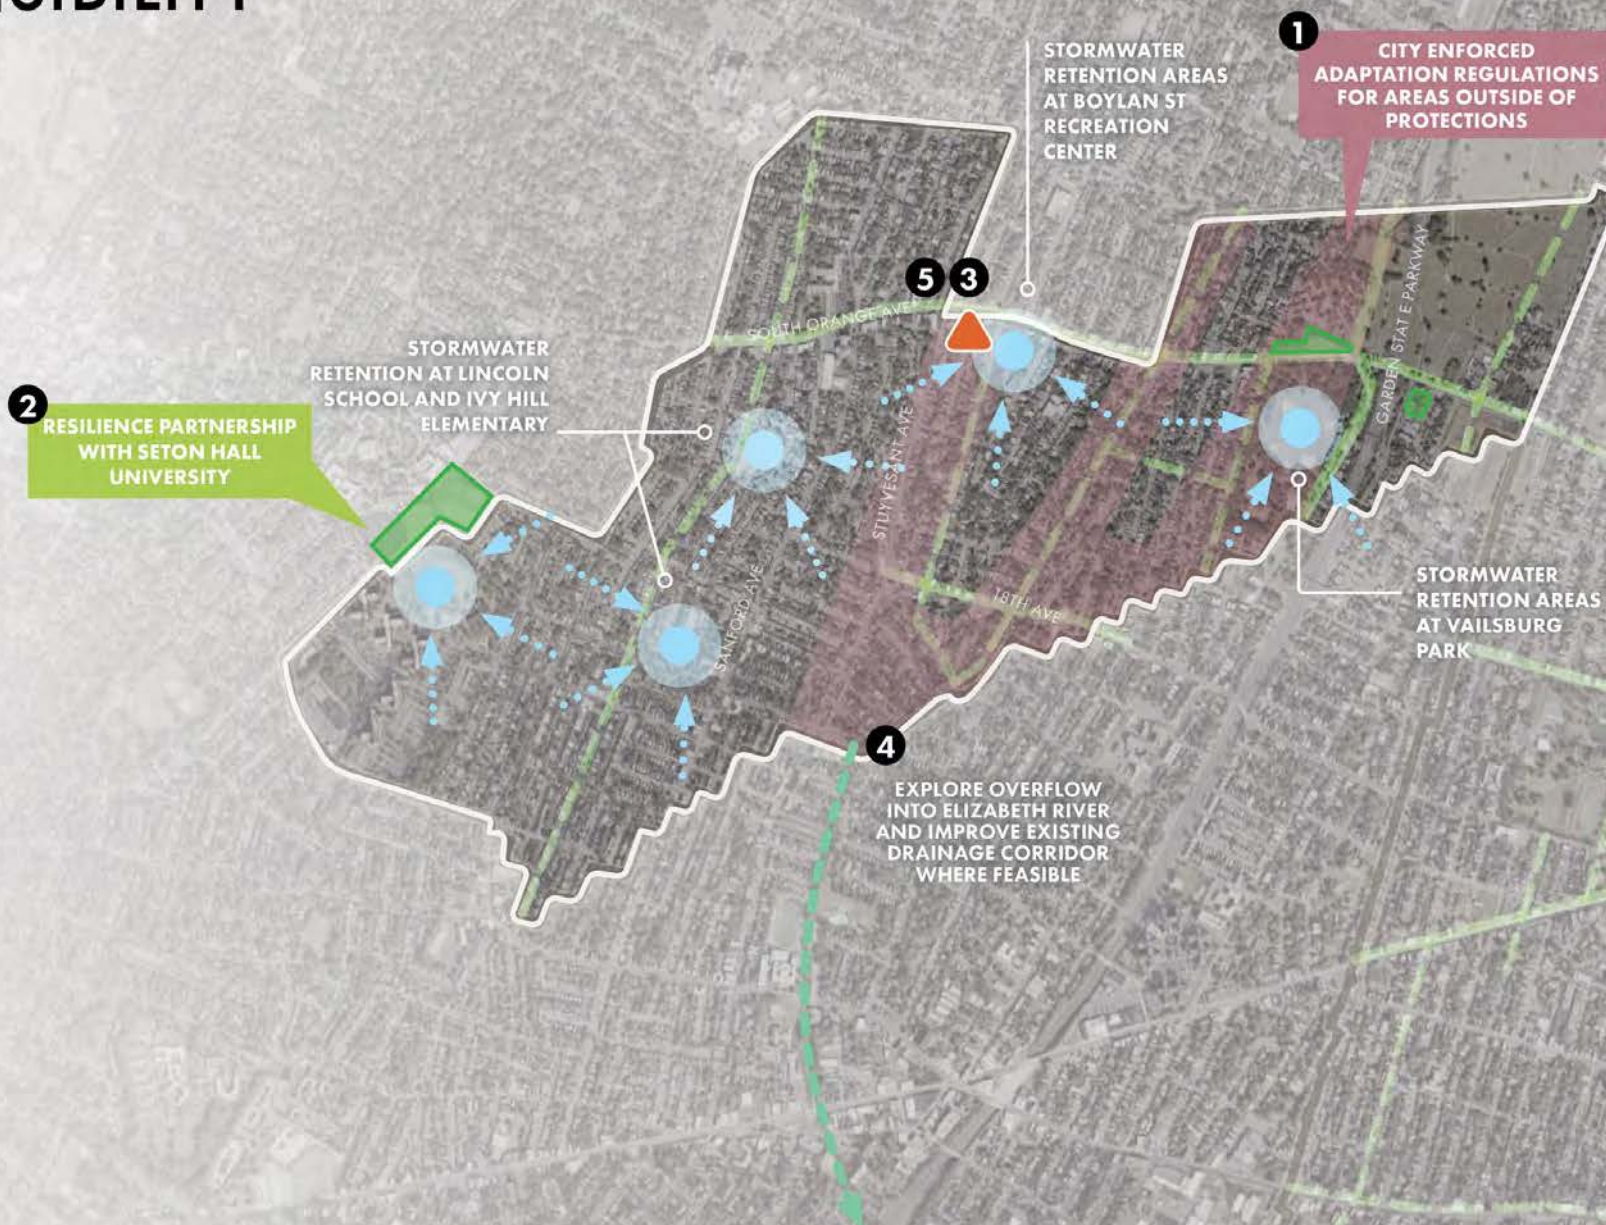 1
CITY ENFORCED
ADAPTATION REGULATIONS
FOR AREAS OUTSIDE OF
PROTECTIONS
STORMWATER
RETENTION AREAS
AT BOYLAN ST
RECREATION
CENTER
5 3
SOUTH ORANGE AVE
GARDEN STAT E PARKWAY
STORMWATER
RETENTION AT LINCOLN
SCHOOL AND IVY HILL
ELEMENTARY
2
RESILIENCE PARTNERSHIP
WITH SETON HALL
UNIVERSITY
STUYVESANT AVE
SANFORD AVE
18TH AVE
STORMWATER
RETENTION AREAS
AT VAILSBURG
PARK
4
EXPLORE OVERFLOW
INTO ELIZABETH RIVER
AND IMPROVE EXISTING
DRAINAGE CORRIDOR
WHERE FEASIBLE